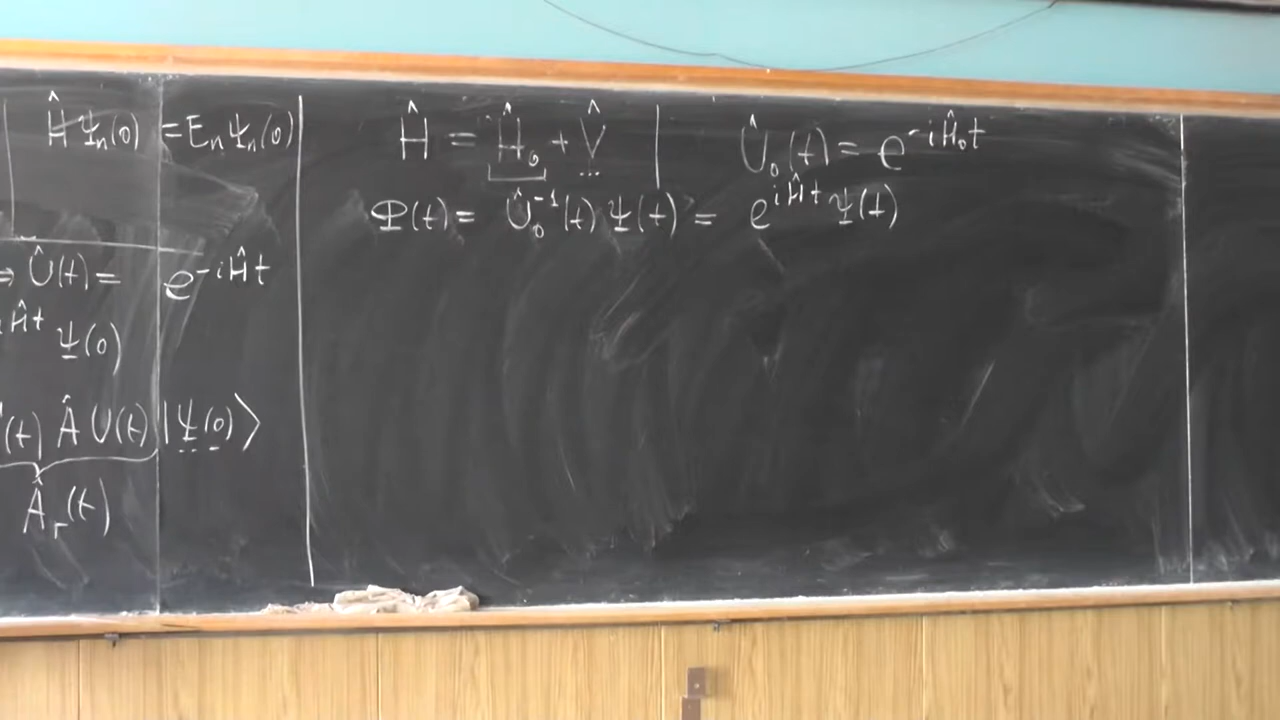 Ĥ Ψₙ(0) = Eₙ Ψₙ(0)
⇒ Û(t) = e^{-iĤt}
Ĥt Ψ(0)
(t) Â U(t) |Ψ(0)⟩
Â_г(t)
Ĥ = Ĥ₀ + V̂ | Û₀(t) = e^{-iĤ₀t}
Φ(t) = Û₀⁻¹(t) Ψ(t) = e^{iĤt} Ψ(t)